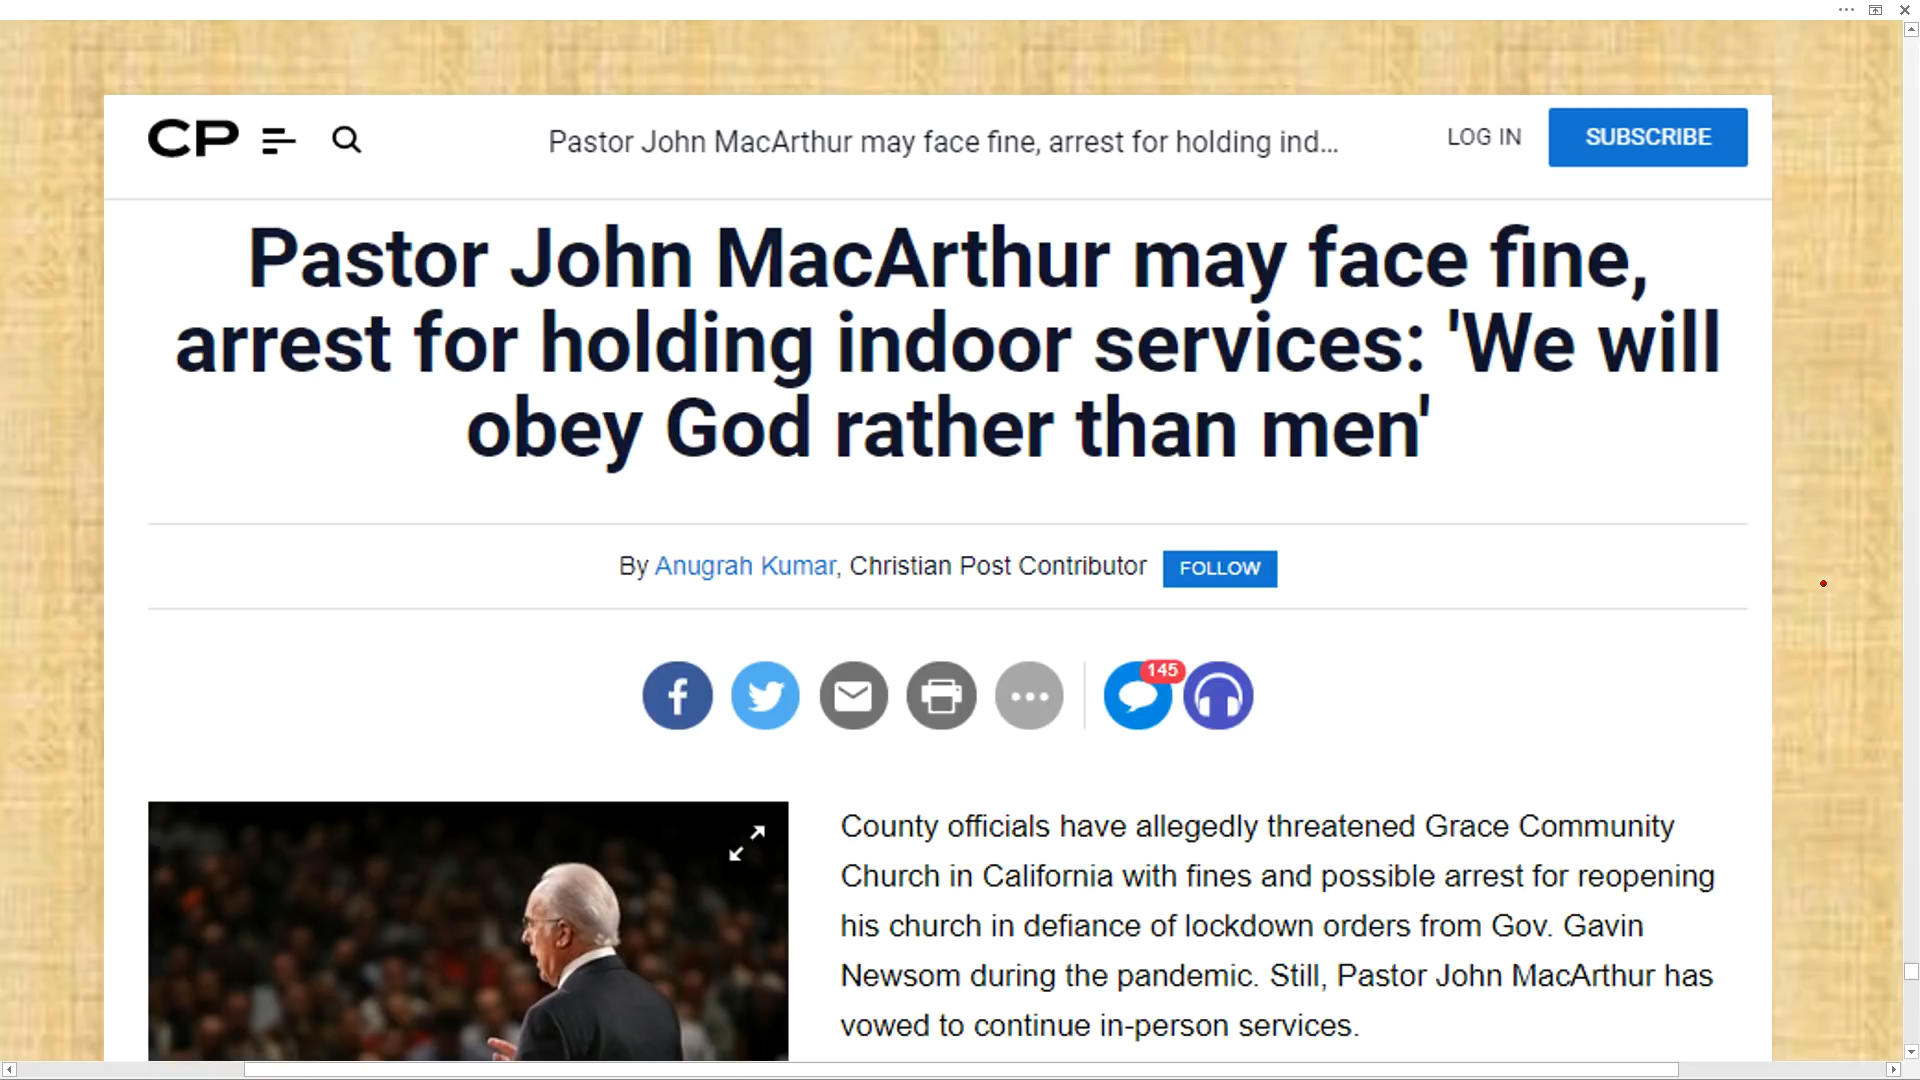 CP
Pastor John MacArthur may face fine, arrest for holding ind...
LOG IN
SUBSCRIBE
Pastor John MacArthur may face fine,
arrest for holding indoor services: 'We will
obey God rather than men'
By Anugrah Kumar, Christian Post Contributor
FOLLOW
145
County officials have allegedly threatened Grace Community
Church in California with fines and possible arrest for reopening
his church in defiance of lockdown orders from Gov. Gavin
Newsom during the pandemic. Still, Pastor John MacArthur has
vowed to continue in-person services.